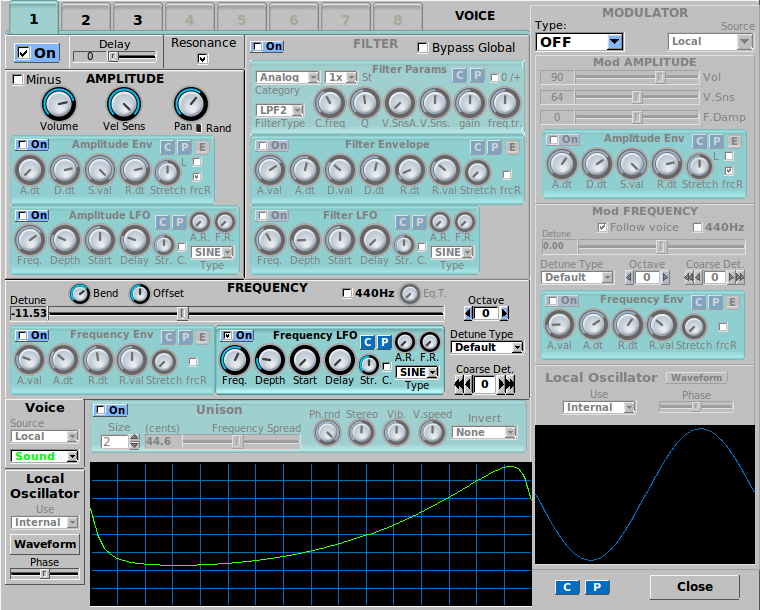 1 2 3 4 5 6 7 8 VOICE
On Delay 0 Resonance
Minus AMPLITUDE
Volume Vel Sens Pan Rand
On Amplitude Env C P E
A.dt D.dt S.val R.dt Stretch L frcR
On Amplitude LFO C P
Freq. Depth Start Delay Str. C. A.R. F.R. SINE Type
On FILTER Bypass Global
Filter Params C P 0 /+
Analog 1x St
Category
LPF2
FilterType C.freq Q V.SnsA. V.Sns. gain freq.tr.
On Filter Envelope C P E
A.val A.dt D.val D.dt R.dt R.val Stretch frcR
On Filter LFO C P
Freq. Depth Start Delay Str. C. A.R. F.R. SINE Type
FREQUENCY
Bend Offset 440Hz Eq.T.
Detune -11.53
Octave 0
Detune Type
Default
Coarse Det.
0
On Frequency Env C P E
A.val A.dt R.dt R.val Stretch frcR
On Frequency LFO C P
Freq. Depth Start Delay Str. C. A.R. F.R. SINE Type
Voice
Source
Local
Sound
On Unison
Size 2 (cents) 44.6 Frequency Spread
Ph.rnd Stereo Vib. V.speed Invert None
Local
Oscillator
Use
Internal
Waveform
Phase
MODULATOR
Type: OFF
Source Local
Mod AMPLITUDE
90 Vol
64 V.Sns
0 F.Damp
On Amplitude Env C P E
A.dt D.dt S.val R.dt Stretch L frcR
Mod FREQUENCY
Follow voice 440Hz
Detune
0.00
Detune Type Octave Coarse Det.
Default 0 0
On Frequency Env C P E
A.val A.dt R.dt R.val Stretch frcR
Local Oscillator Waveform
Use Phase
Internal
C P Close